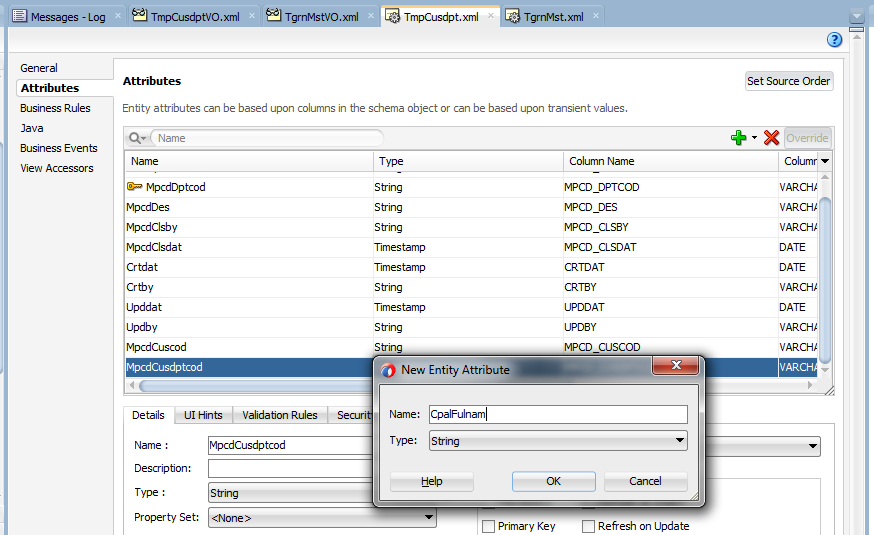 Messages - Log TmpCusdptVO.xml TgrnMstVO.xml TmpCusdpt.xml TgrnMst.xml
General
Attributes
Business Rules
Java
Business Events
View Accessors
Attributes
Set Source Order
Entity attributes can be based upon columns in the schema object or can be based upon transient values.
Name
Override
Name Type Column Name Colum
MpcdDptcod String MPCD_DPTCOD VARCHA
MpcdDes String MPCD_DES VARCHA
MpcdClsby String MPCD_CLSBY VARCHA
MpcdClsdat Timestamp MPCD_CLSDAT DATE
Crtdat Timestamp CRTDAT DATE
Crtby String CRTBY VARCHA
Upddat Timestamp UPDDAT DATE
Updby String UPDBY VARCHA
MpcdCuscod String MPCD_CUSCOD VARCHA
MpcdCusdptcod VARCHA
New Entity Attribute
Name: CpalFulnam
Type: String
Help OK Cancel
Details UI Hints Validation Rules Securit
Name : MpcdCusdptcod
Description:
Type : String
Property Set: <None>
Primary Key Refresh on Update